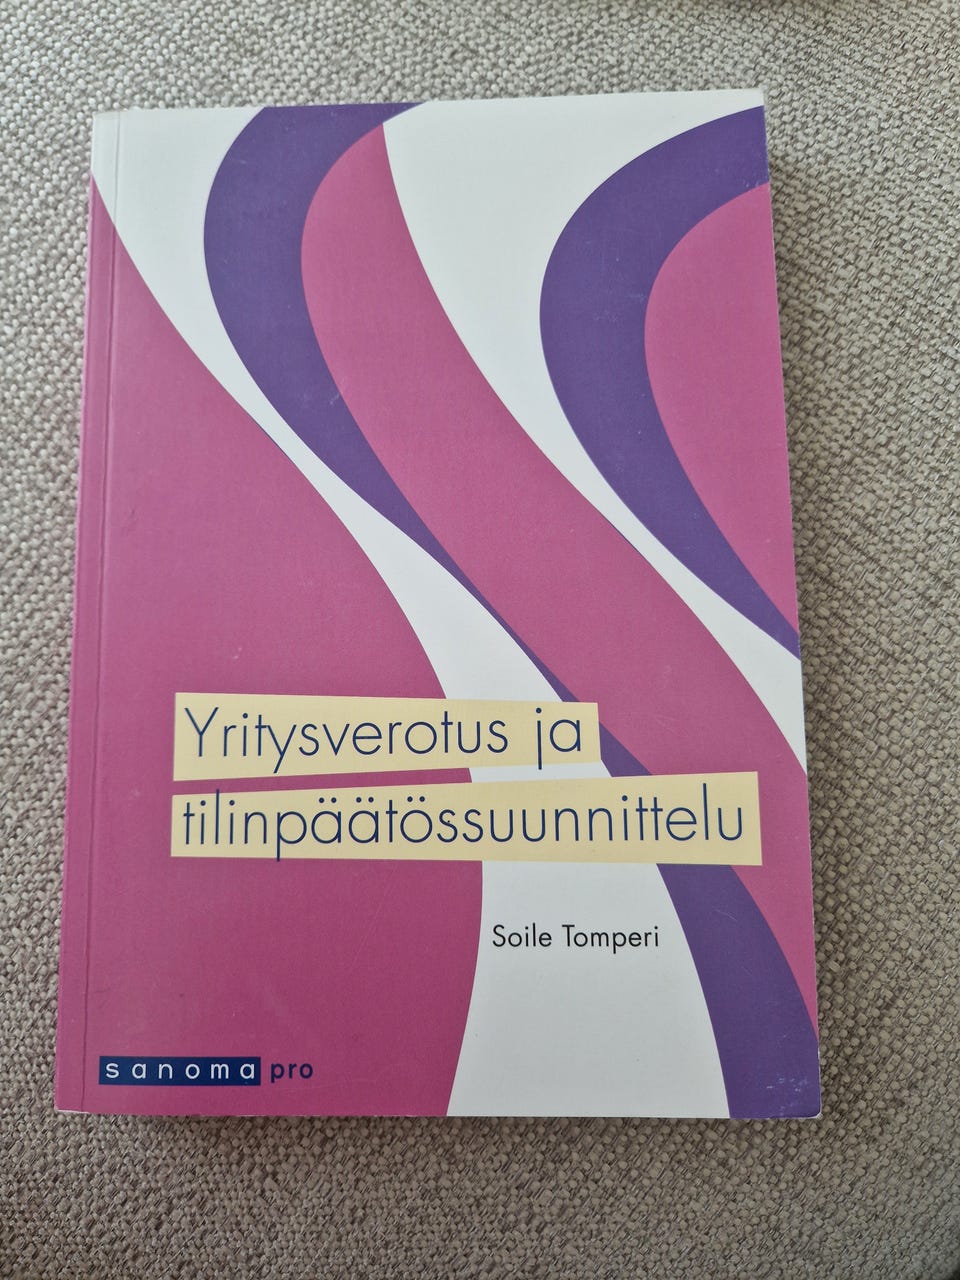 Yritysverotus ja
tilinpäätössuunnittelu
Soile Tomperi
sanoma pro